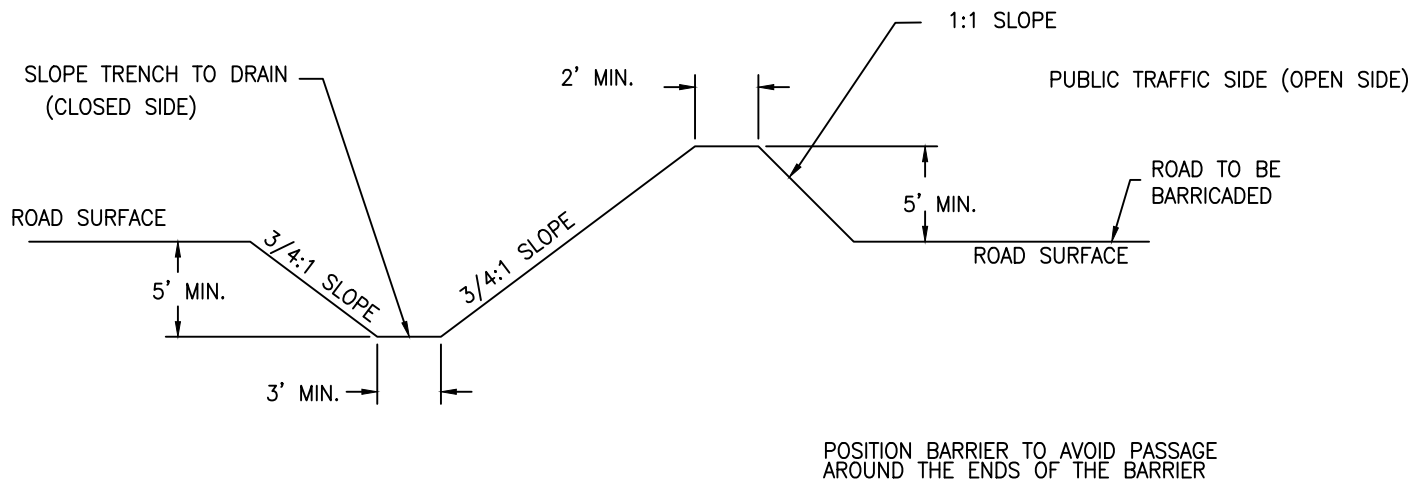 1:1 SLOPE
SLOPE TRENCH TO DRAIN
(CLOSED SIDE)
2' MIN.
PUBLIC TRAFFIC SIDE (OPEN SIDE)
ROAD TO BE
BARRICADED
5' MIN.
ROAD SURFACE
3/4:1 SLOPE
3/4:1 SLOPE
ROAD SURFACE
5' MIN.
3' MIN.
POSITION BARRIER TO AVOID PASSAGE
AROUND THE ENDS OF THE BARRIER